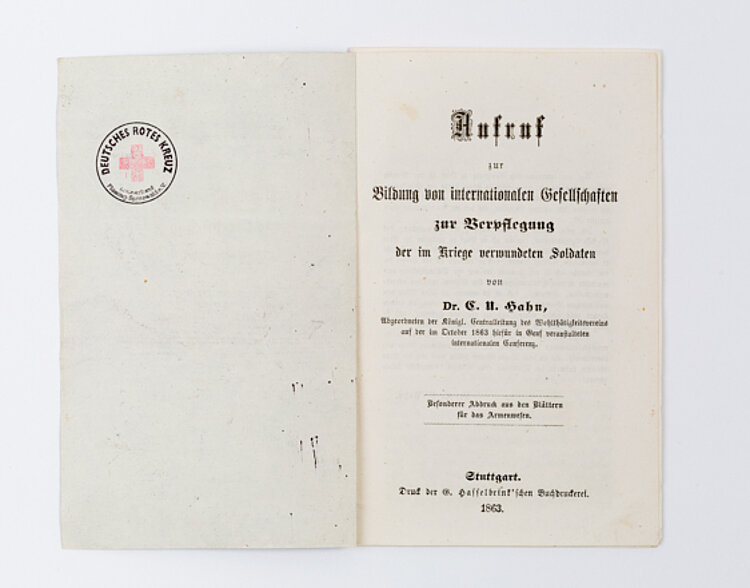 DEUTSCHES ROTES KREUZ
Fläming-Spreewald e.V.
Aufruf
zur
Bildung von internationalen Gesellschaften
zur Verpflegung
der im Kriege verwundeten Soldaten
von
Dr. C. U. Hahn,
Abgeordneten der Königl. Centralleitung des Wohlthätigkeitsvereins
auf der im October 1863 hiefür in Genf veranstalteten
internationalen Conferenz.
Besonderer Abdruck aus den Blättern
für das Armenwesen.
Stuttgart.
Druck der G. Hasselbrink'schen Buchdruckerei.
1863.